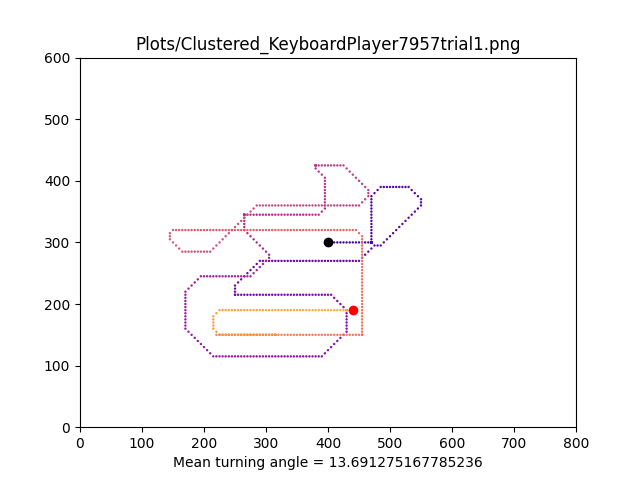 Plots/Clustered_KeyboardPlayer7957trial1.png
600
500
400
300
200
100
0
0 100 200 300 400 500 600 700 800
Mean turning angle = 13.691275167785236